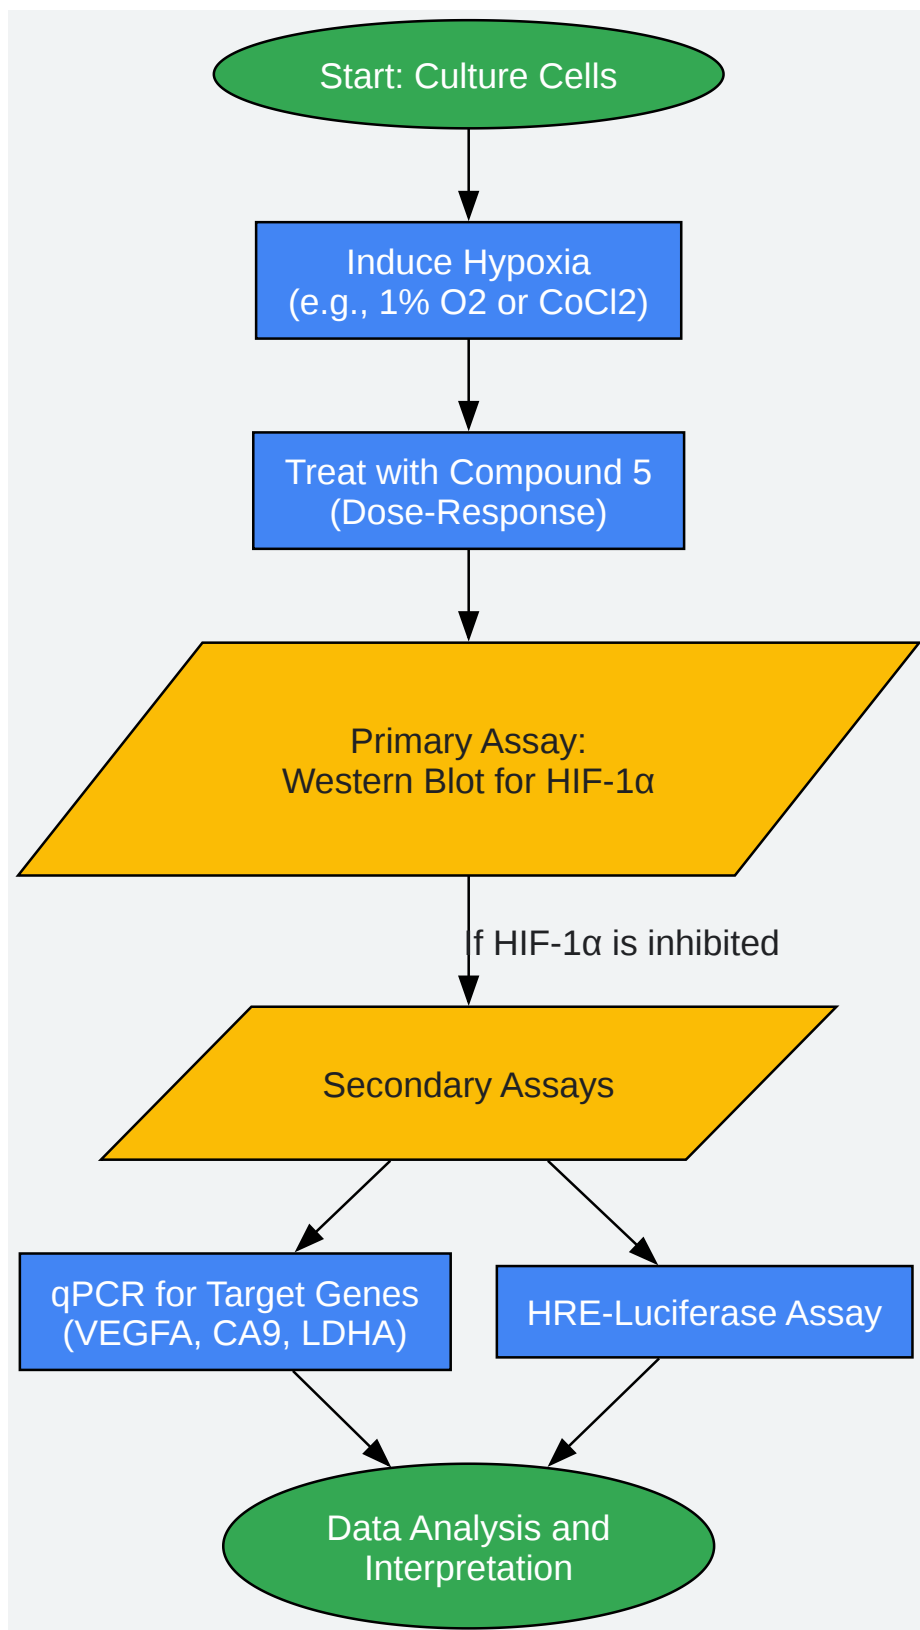 Start: Culture Cells
Induce Hypoxia
(e.g., 1% O2 or CoCl2)
Treat with Compound 5
(Dose-Response)
Primary Assay:
Western Blot for HIF-1α
If HIF-1α is inhibited
Secondary Assays
qPCR for Target Genes
(VEGFA, CA9, LDHA)
HRE-Luciferase Assay
Data Analysis and
Interpretation